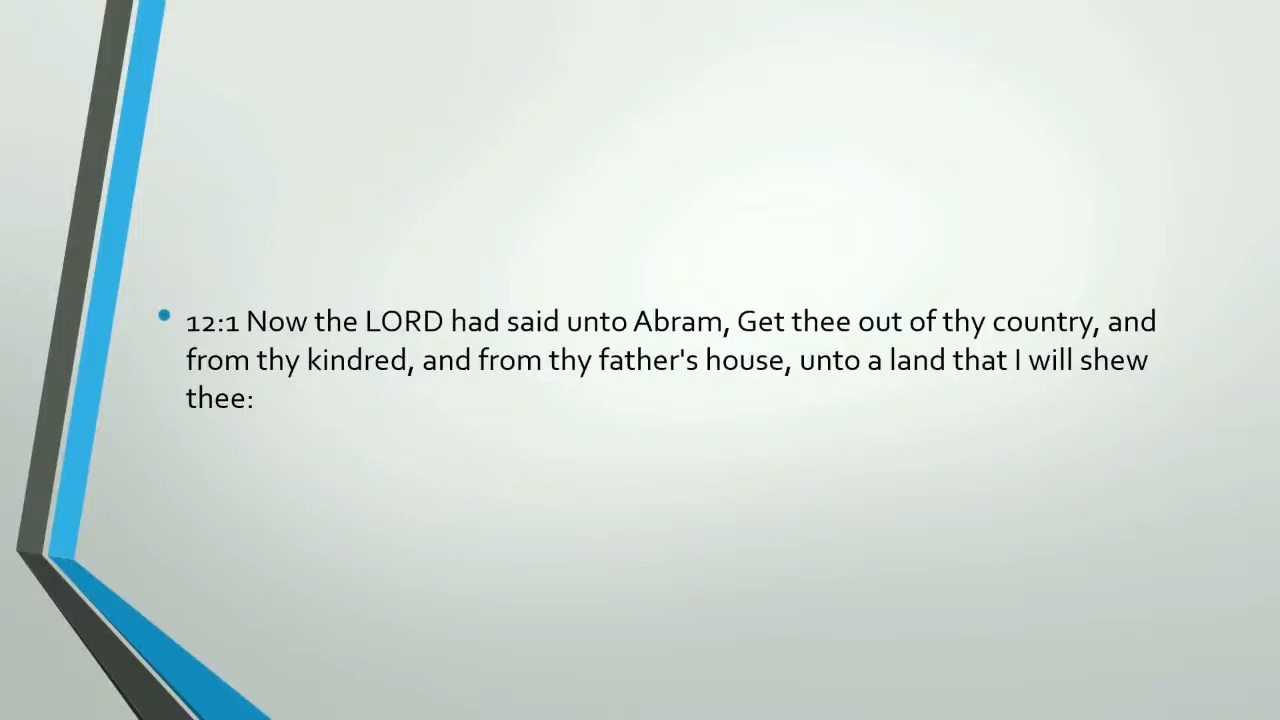 12:1 Now the LORD had said unto Abram, Get thee out of thy country, and
from thy kindred, and from thy father's house, unto a land that I will shew
thee: